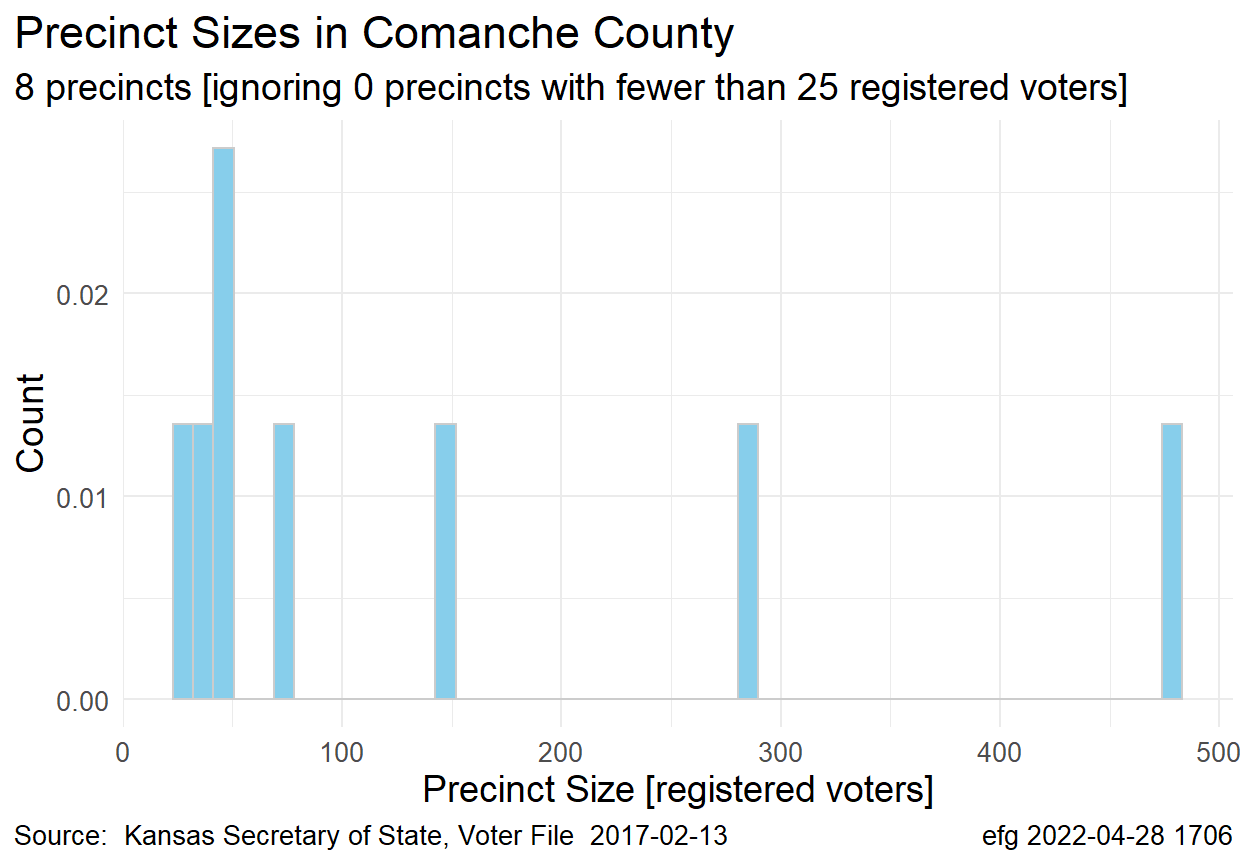 Precinct Sizes in Comanche County
8 precincts [ignoring 0 precincts with fewer than 25 registered voters]
Count
0.02
0.01
0.00
0 100 200 300 400 500
Precinct Size [registered voters]
Source:  Kansas Secretary of State, Voter File  2017-02-13
efg 2022-04-28 1706